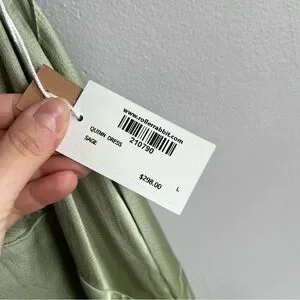 www.rollerrabbit.com
210790
QUINN DRESS
SAGE
$298.00
L